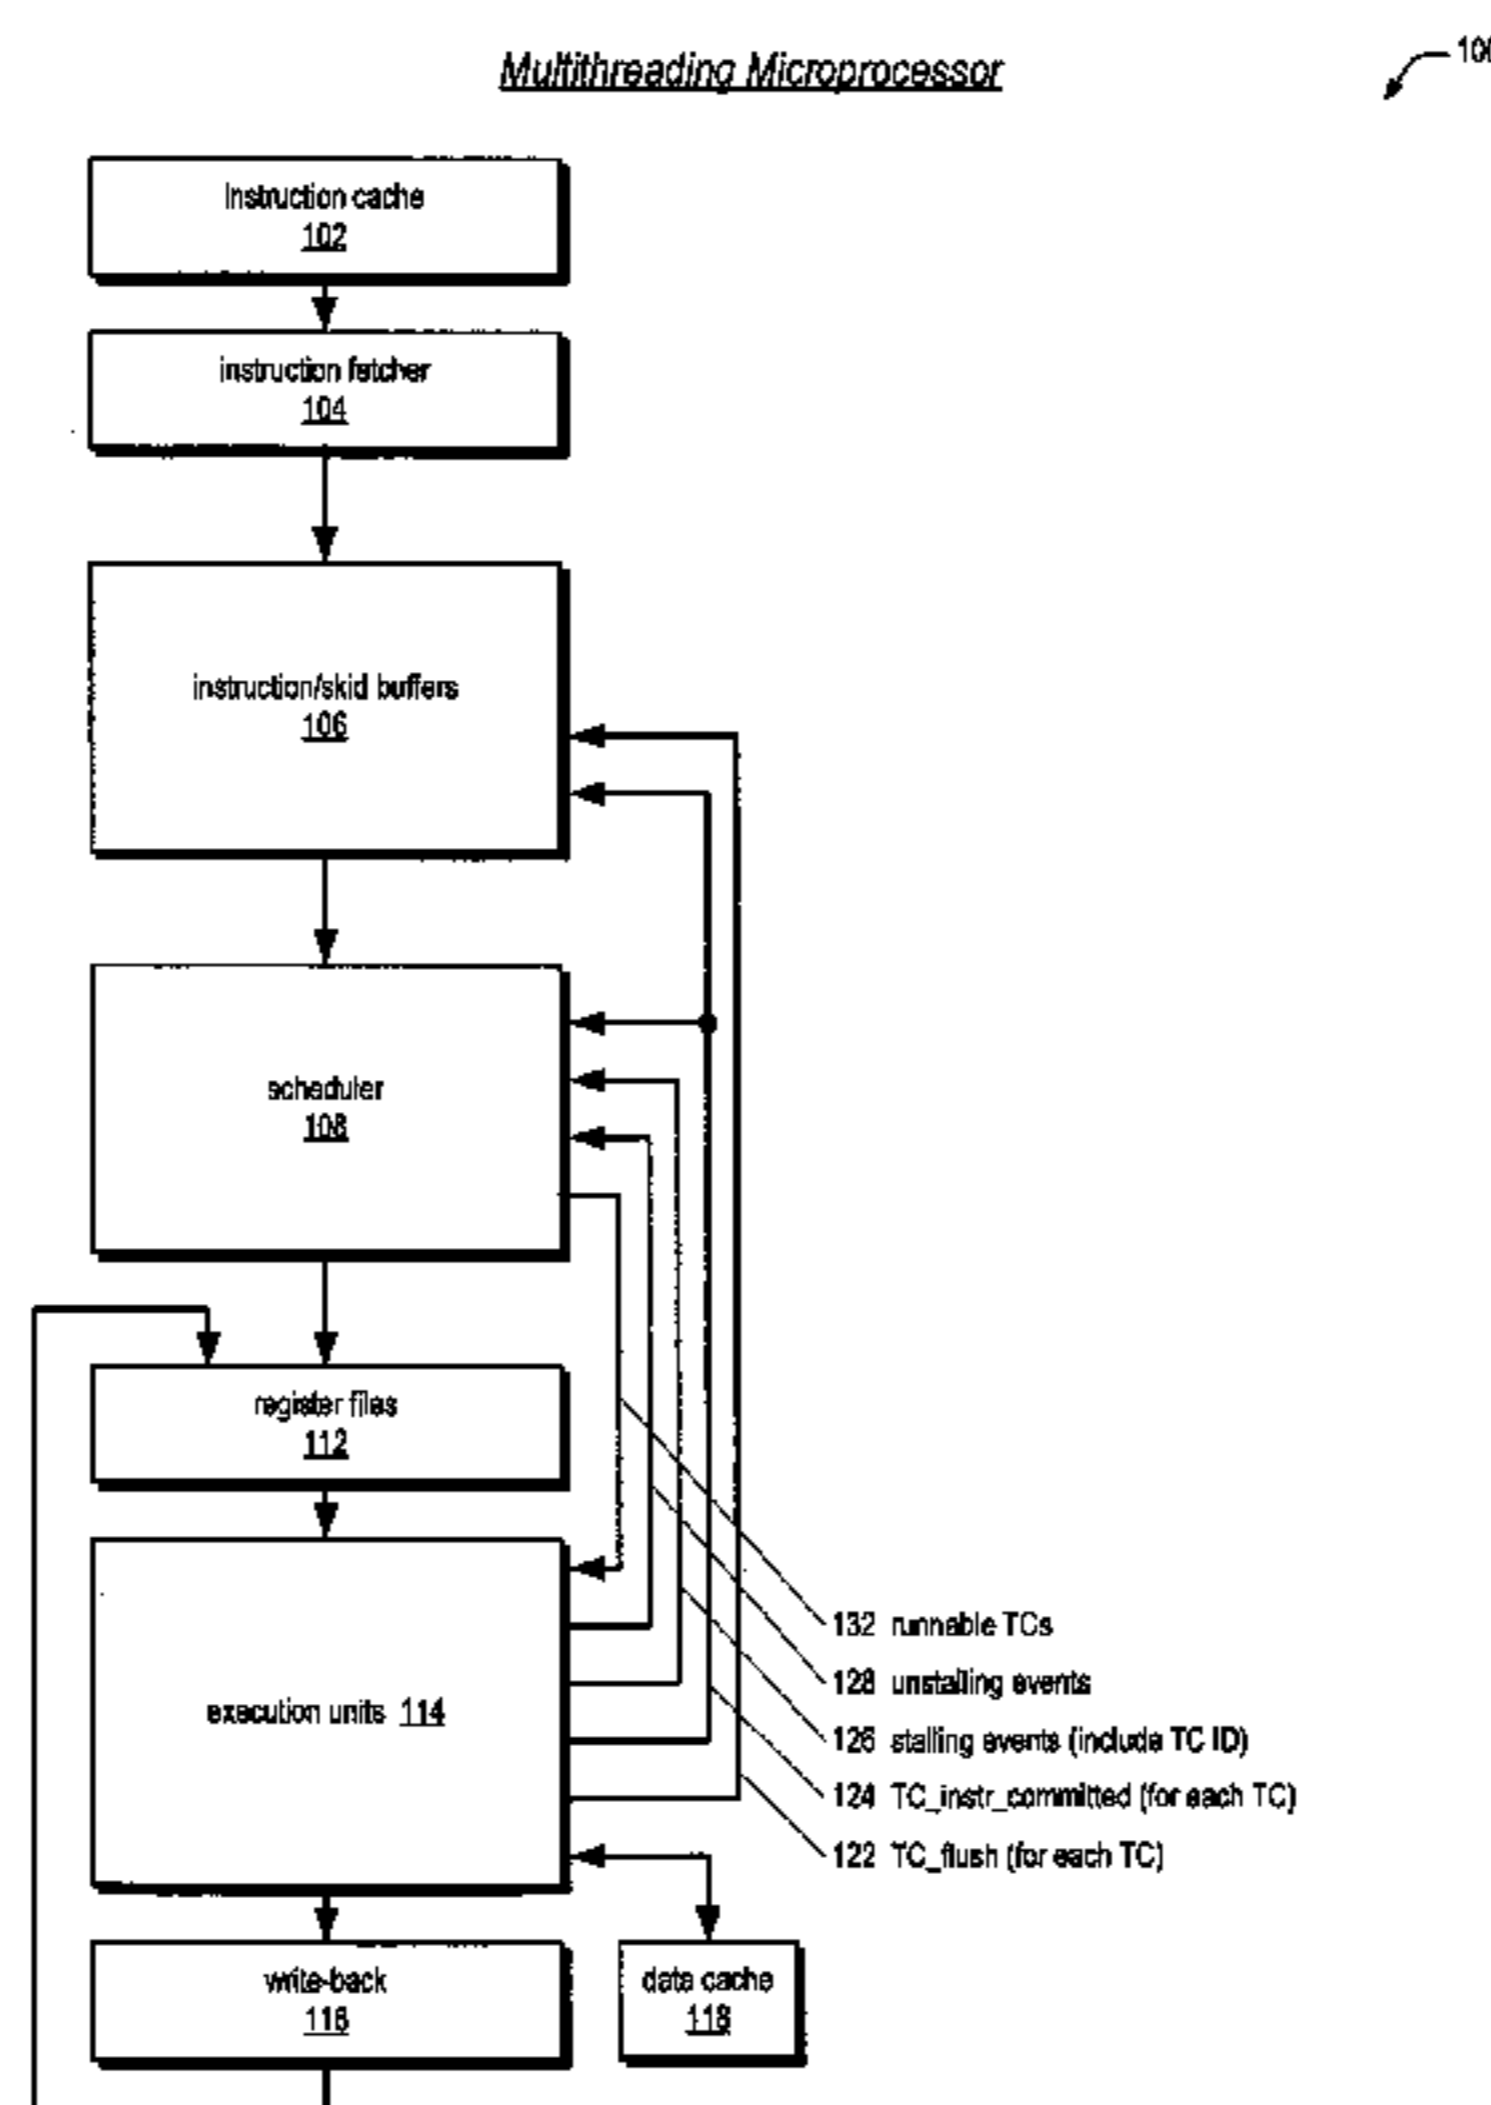 Multithreading Microprocessor
Instruction cache
102
instruction fetcher
104
instruction/skid buffers
106
scheduler
108
register files
112
execution units 114
132 runnable TCs
128 unstalling events
126 stalling events (include TC ID)
124 TC_instr_committed (for each TC)
122 TC_flush (for each TC)
write-back
116
data cache
118